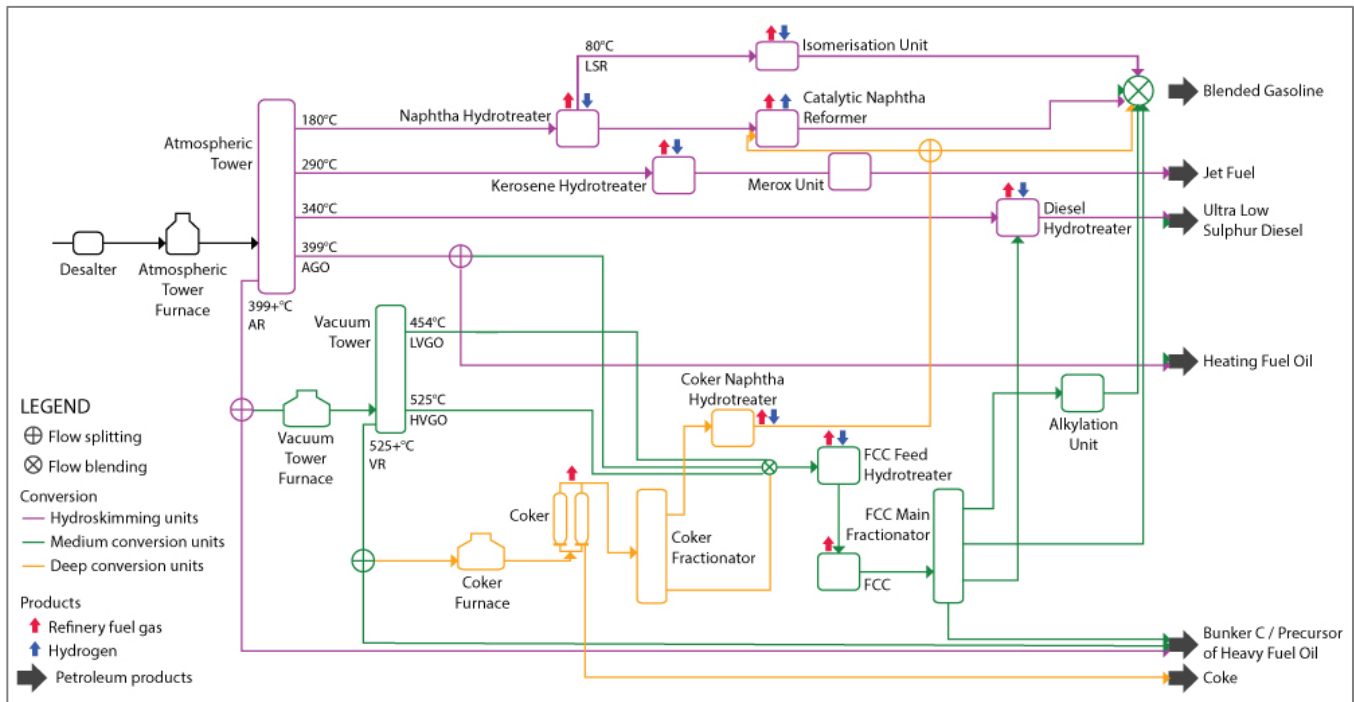 80°C
LSR
Isomerisation Unit
Naphtha Hydrotreater
Catalytic Naphtha
Reformer
Blended Gasoline
Atmospheric
Tower
180°C
290°C
Kerosene Hydrotreater
Merox Unit
Jet Fuel
340°C
Diesel
Hydrotreater
Ultra Low
Sulphur Diesel
399°C
AGO
Desalter
Atmospheric
Tower
Furnace
399+°C
AR
Vacuum
Tower
454°C
LVGO
Heating Fuel Oil
Coker Naphtha
Hydrotreater
525°C
HVGO
Alkylation
Unit
Vacuum
Tower
Furnace
525+°C
VR
FCC Feed
Hydrotreater
Coker
Coker
Fractionator
FCC Main
Fractionator
Coker
Furnace
FCC
Bunker C / Precursor
of Heavy Fuel Oil
Coke
LEGEND
Flow splitting
Flow blending
Conversion
Hydroskimming units
Medium conversion units
Deep conversion units
Products
Refinery fuel gas
Hydrogen
Petroleum products